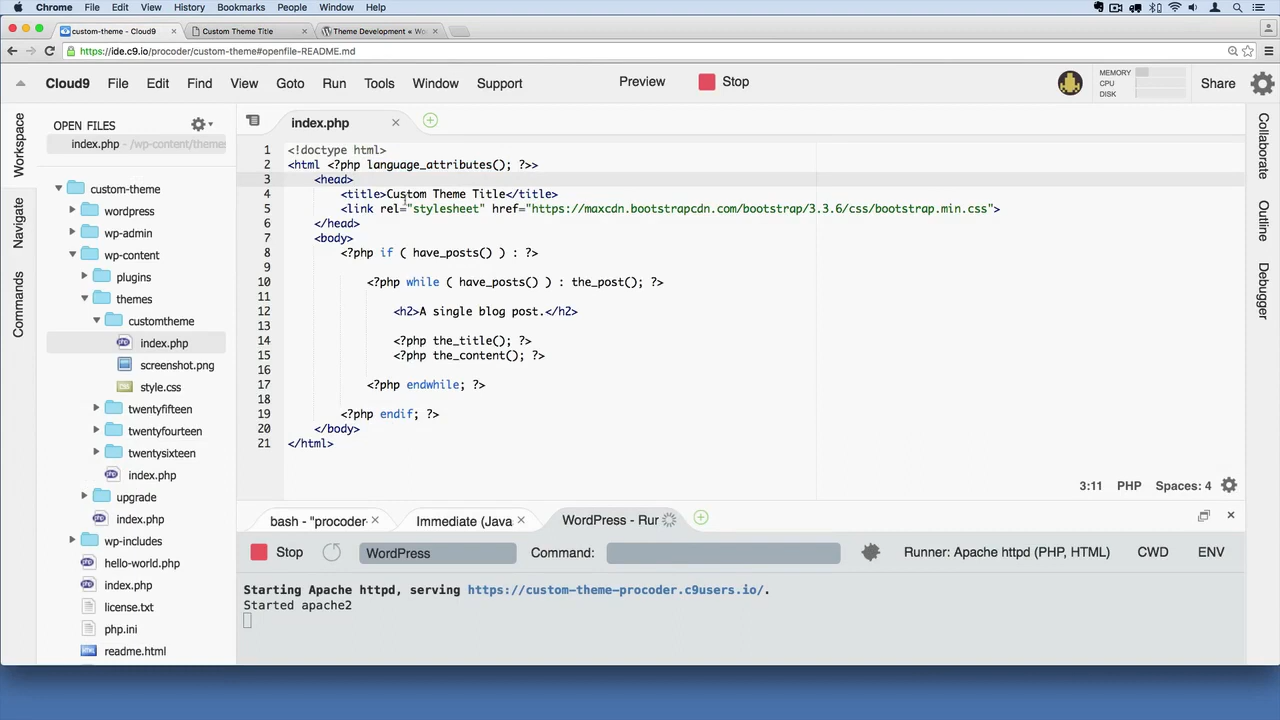 Chrome File Edit View History Bookmarks People Window Help
custom-theme - Cloud9 × Custom Theme Title × Theme Development « Wo ×
https://ide.c9.io/procoder/custom-theme#openfile-README.md
Cloud9 File Edit Find View Goto Run Tools Window Support Preview Stop MEMORY CPU DISK Share
Workspace
Navigate
Commands
OPEN FILES
index.php - /wp-content/themes
custom-theme
wordpress
wp-admin
wp-content
plugins
themes
customtheme
index.php
screenshot.png
style.css
twentyfifteen
twentyfourteen
twentysixteen
index.php
upgrade
index.php
wp-includes
hello-world.php
index.php
license.txt
php.ini
readme.html
index.php ×
1 <!doctype html>
2 <html <?php language_attributes(); ?>>
3 <head>
4 <title>Custom Theme Title</title>
5 <link rel="stylesheet" href="https://maxcdn.bootstrapcdn.com/bootstrap/3.3.6/css/bootstrap.min.css">
6 </head>
7 <body>
8 <?php if ( have_posts() ) : ?>
9
10 <?php while ( have_posts() ) : the_post(); ?>
11
12 <h2>A single blog post.</h2>
13
14 <?php the_title(); ?>
15 <?php the_content(); ?>
16
17 <?php endwhile; ?>
18
19 <?php endif; ?>
20 </body>
21 </html>
3:11 PHP Spaces: 4
bash - "procoder- × Immediate (Java × WordPress - Run
Stop WordPress Command: Runner: Apache httpd (PHP, HTML) CWD ENV
Starting Apache httpd, serving https://custom-theme-procoder.c9users.io/.
Started apache2
Collaborate
Outline
Debugger